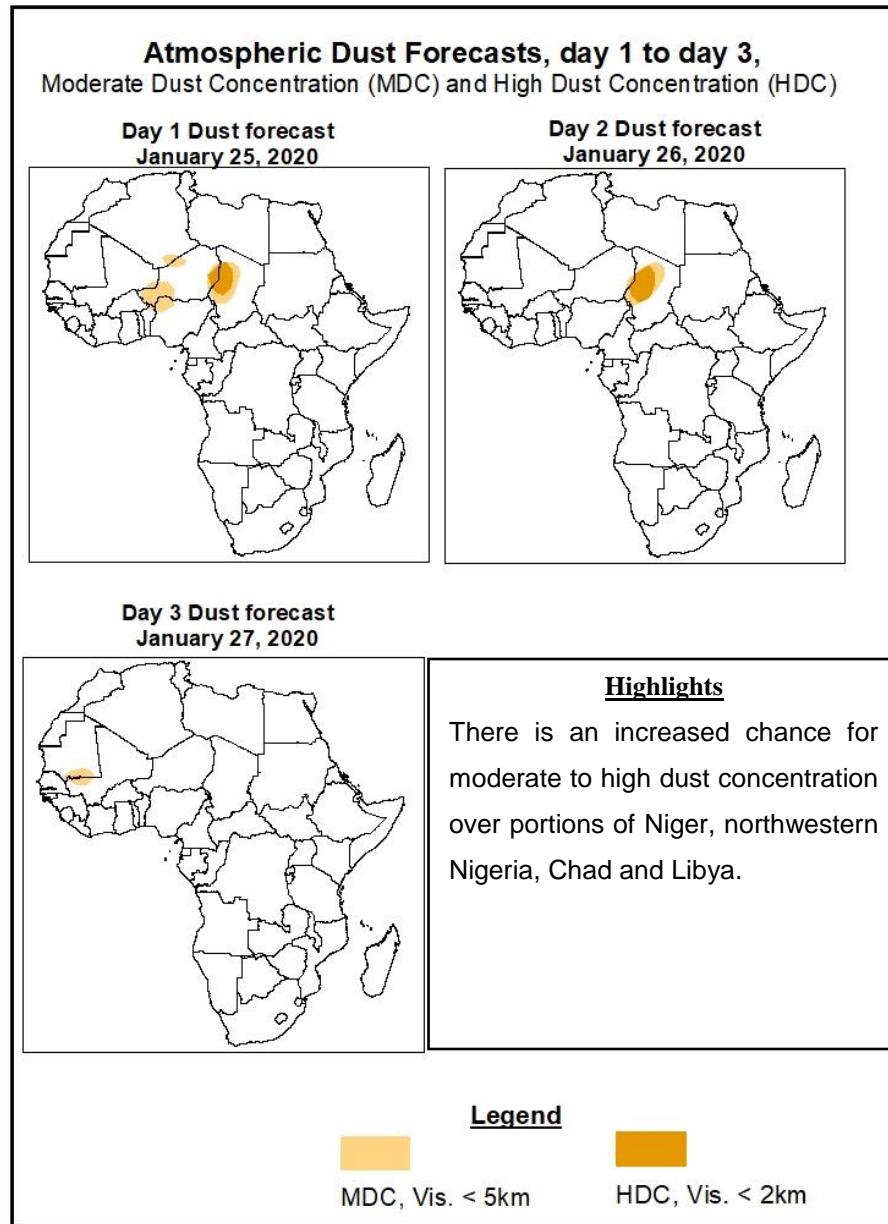 Atmospheric Dust Forecasts, day 1 to day 3,
Moderate Dust Concentration (MDC) and High Dust Concentration (HDC)
Day 1 Dust forecast
January 25, 2020
Day 2 Dust forecast
January 26, 2020
Day 3 Dust forecast
January 27, 2020
Highlights
There is an increased chance for
moderate to high dust concentration
over portions of Niger, northwestern
Nigeria, Chad and Libya.
Legend
MDC, Vis. < 5km
HDC, Vis. < 2km